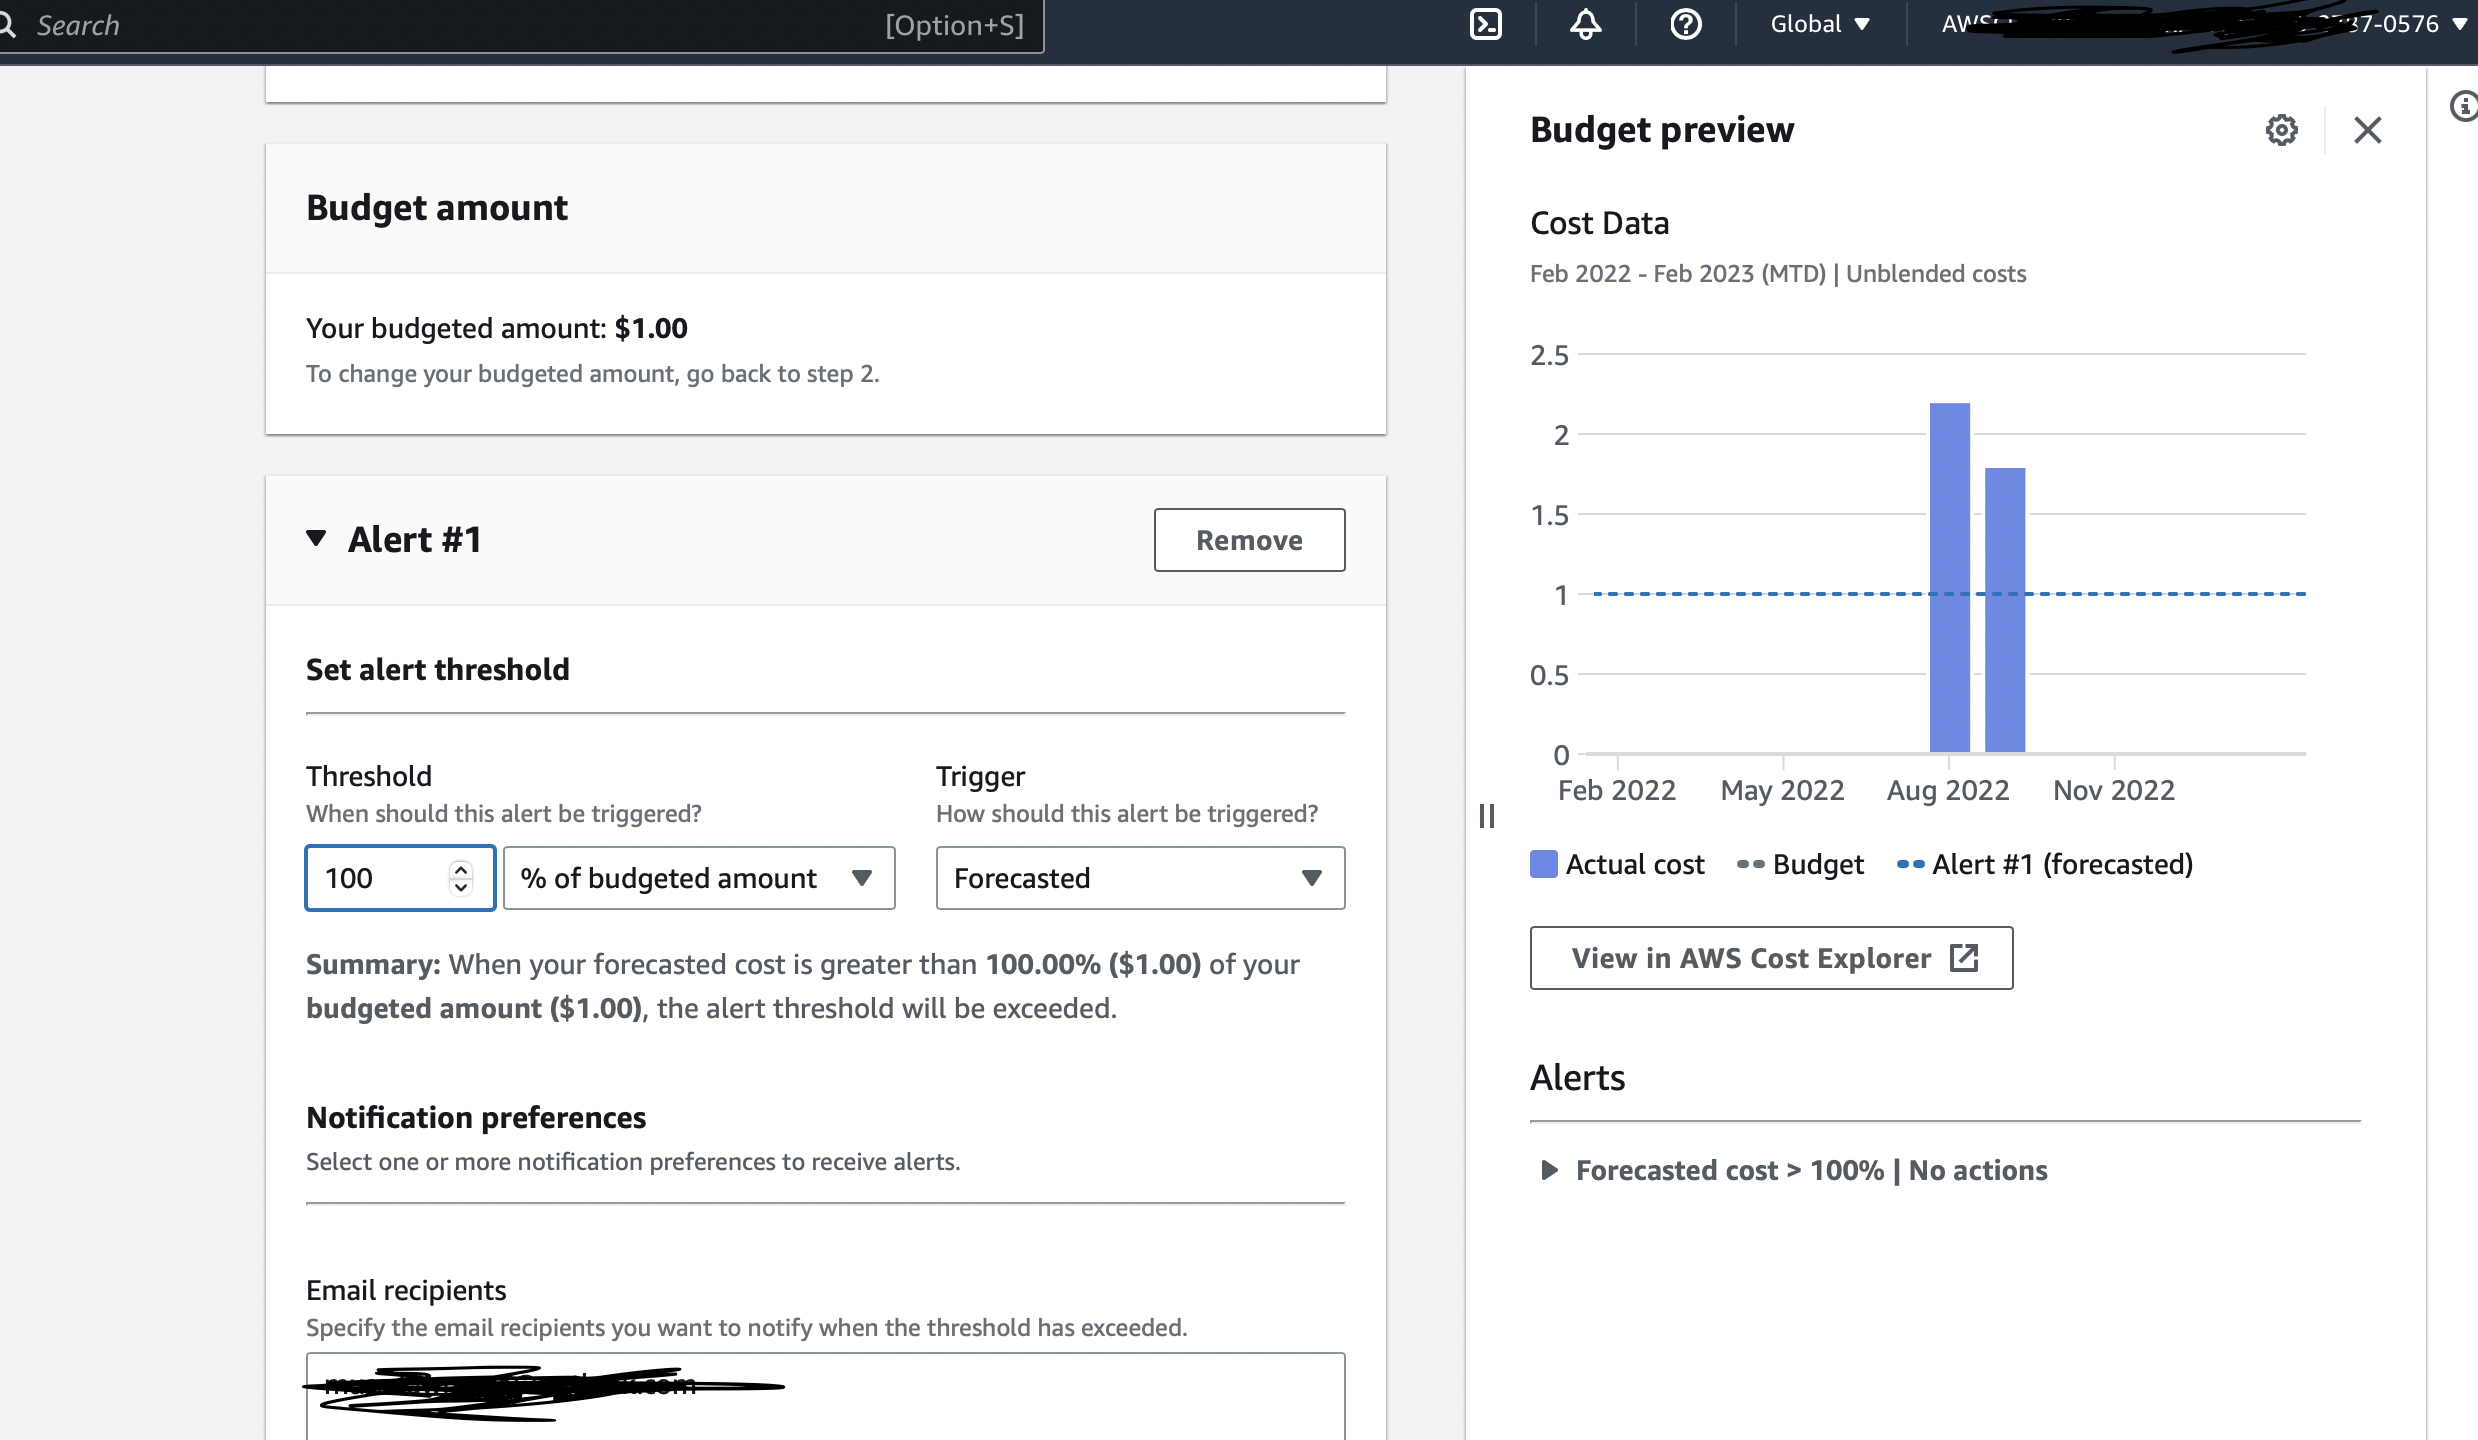 Search [Option+S] Global 37-0576
Budget amount
Your budgeted amount: $1.00
To change your budgeted amount, go back to step 2.
Alert #1 Remove
Set alert threshold
Threshold Trigger
When should this alert be triggered? How should this alert be triggered?
100 % of budgeted amount Forecasted
Summary: When your forecasted cost is greater than 100.00% ($1.00) of your
budgeted amount ($1.00), the alert threshold will be exceeded.
Notification preferences
Select one or more notification preferences to receive alerts.
Email recipients
Specify the email recipients you want to notify when the threshold has exceeded.
Budget preview
Cost Data
Feb 2022 - Feb 2023 (MTD) | Unblended costs
2.5
2
1.5
1
0.5
0
Feb 2022 May 2022 Aug 2022 Nov 2022
Actual cost Budget Alert #1 (forecasted)
View in AWS Cost Explorer
Alerts
Forecasted cost > 100% | No actions